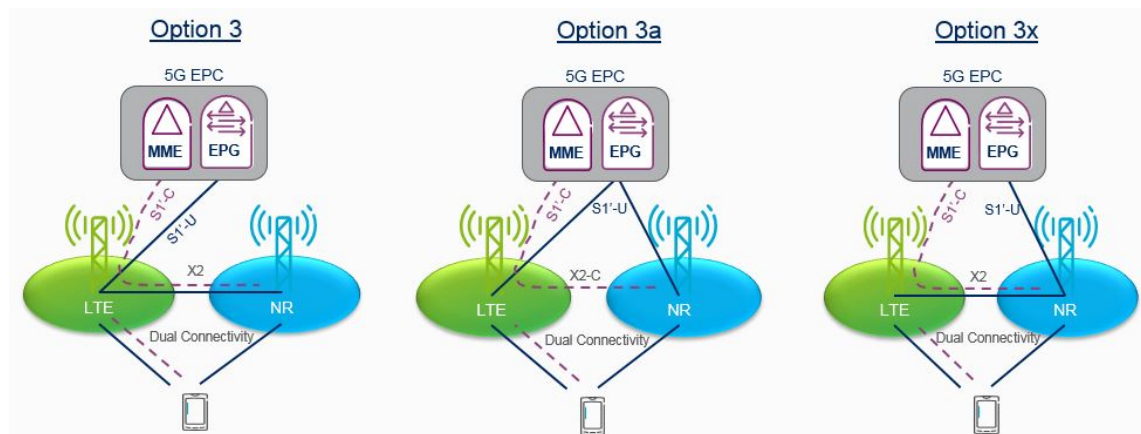 Option 3
5G EPC
MME
EPG
S1'-C
S1'-U
X2
LTE
NR
Dual Connectivity
Option 3a
5G EPC
MME
EPG
S1'-C
S1'-U
X2-C
LTE
NR
Dual Connectivity
Option 3x
5G EPC
MME
EPG
S1'-C
S1'-U
X2
LTE
NR
Dual Connectivity